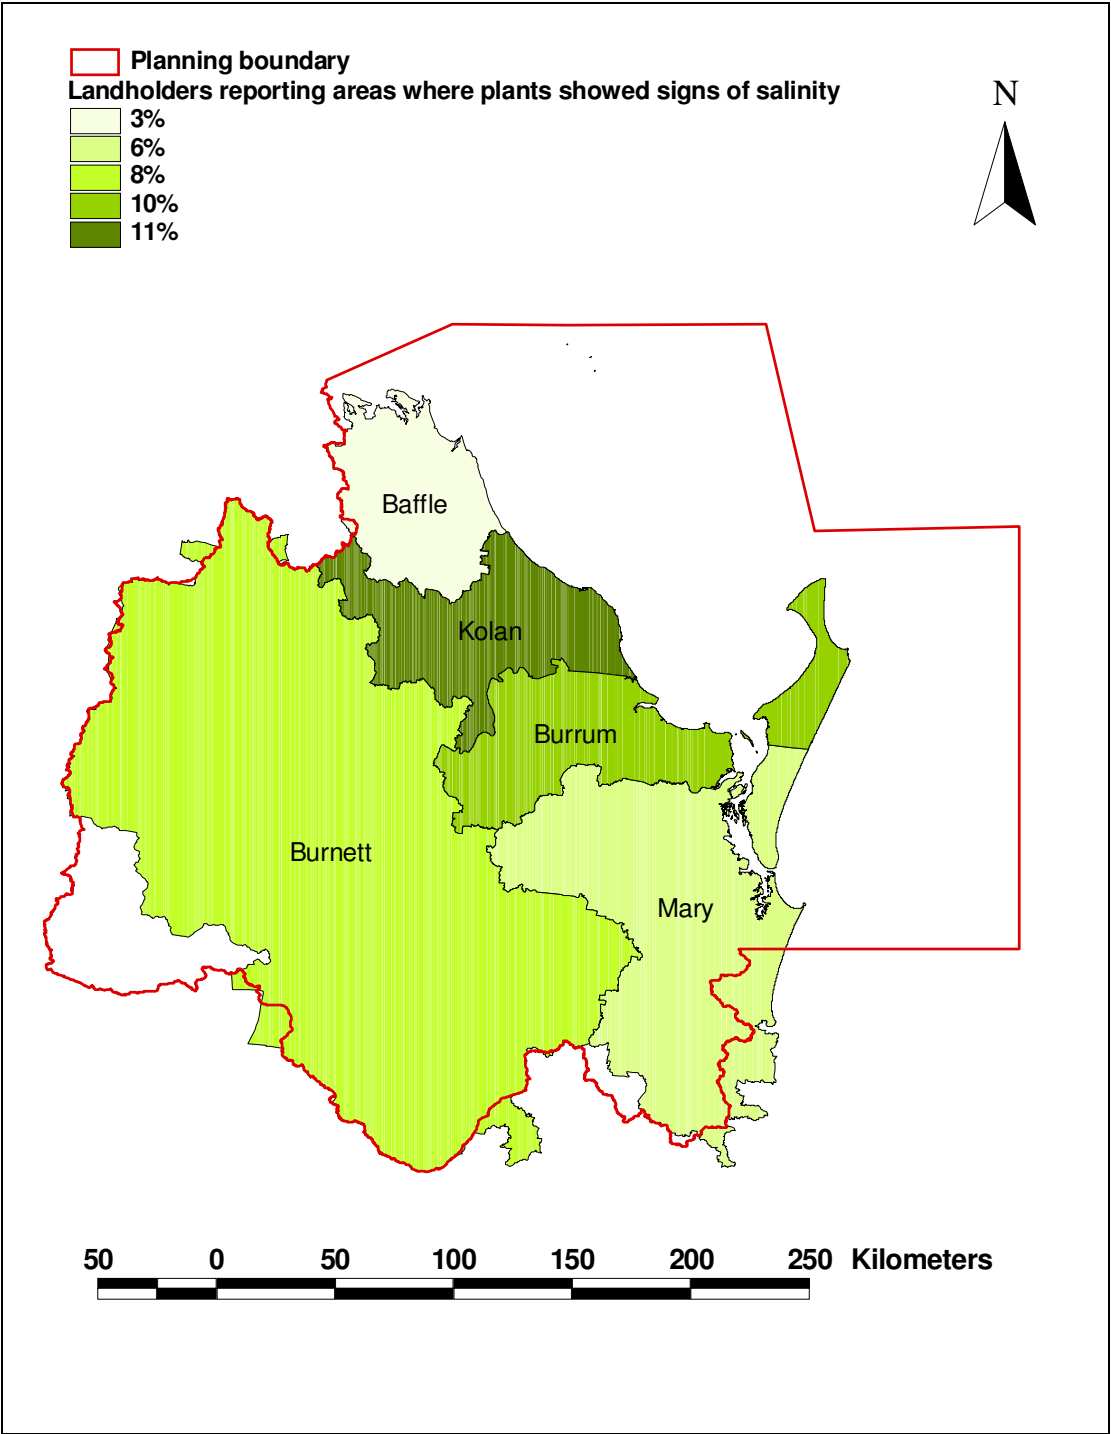 Planning boundary
Landholders reporting areas where plants showed signs of salinity
3%
6%
8%
10%
11%
N
Baffle
Kolan
Burrum
Burnett
Mary
50 0 50 100 150 200 250 Kilometers